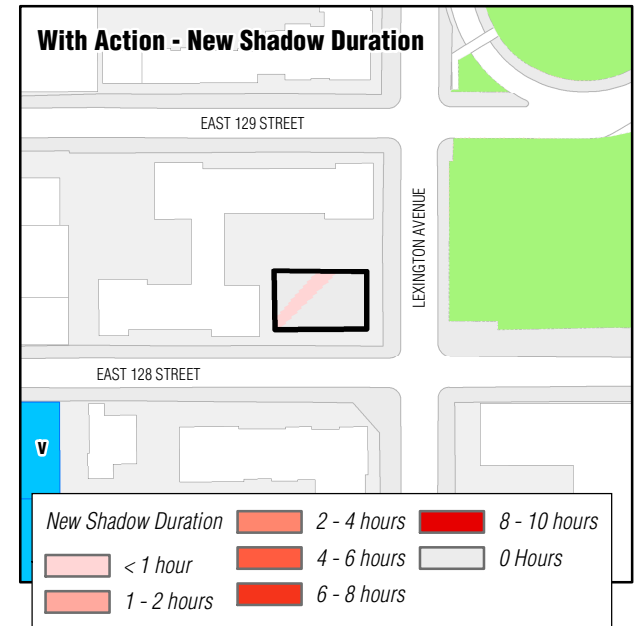 With Action - New Shadow Duration
EAST 129 STREET
LEXINGTON AVENUE
EAST 128 STREET
V
New Shadow Duration
< 1 hour
1 - 2 hours
2 - 4 hours
4 - 6 hours
6 - 8 hours
8 - 10 hours
0 Hours